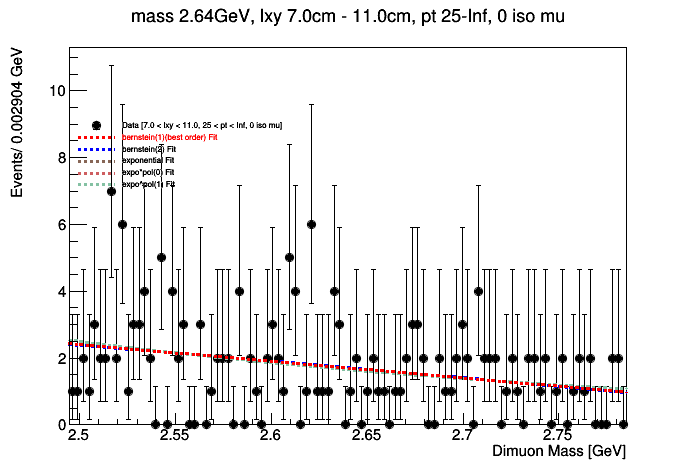 mass 2.64GeV, lxy 7.0cm - 11.0cm, pt 25-Inf, 0 iso mu
Events/ 0.002904 GeV
10
8
6
4
2
0
Data [7.0 < lxy < 11.0, 25 < pt < Inf, 0 iso mu]
bernstein(1)(best order) Fit
bernstein(2) Fit
exponential Fit
expo*pol(0) Fit
expo*pol(1) Fit
2.5 2.55 2.6 2.65 2.7 2.75
Dimuon Mass [GeV]